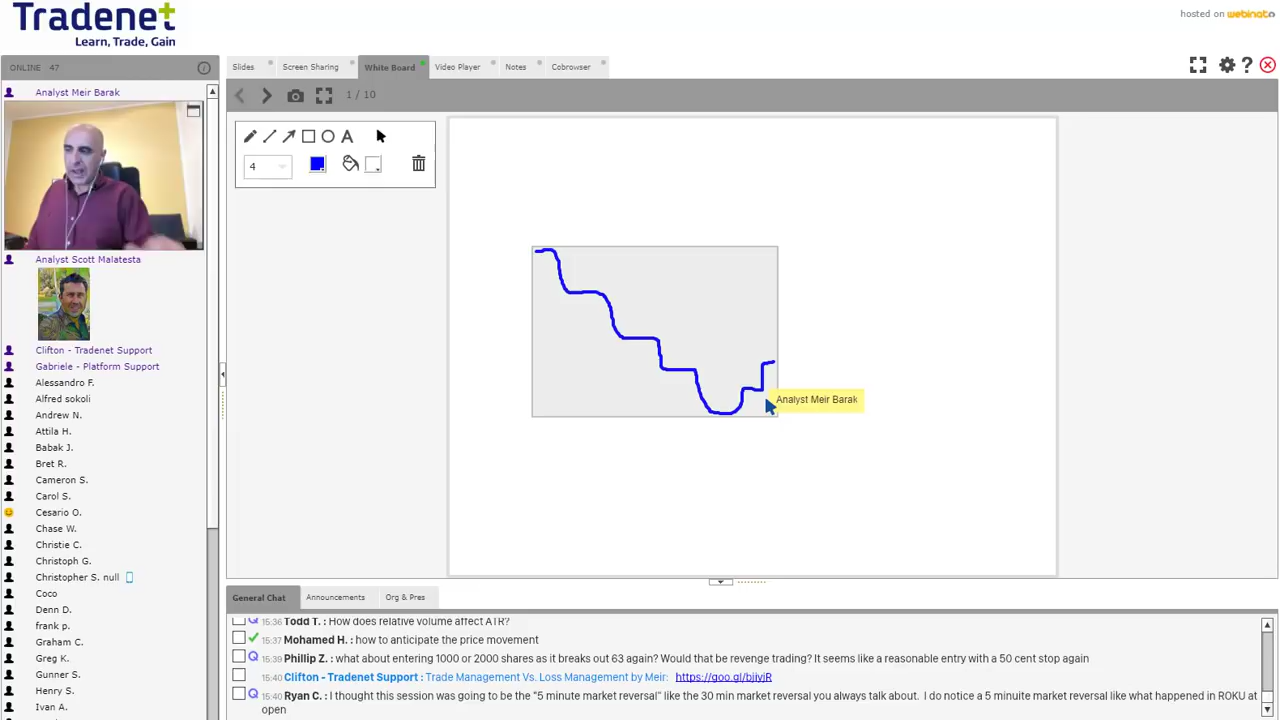 Tradenet
Learn, Trade, Gain
hosted on webinato
ONLINE 47
Slides
Screen Sharing
White Board
Video Player
Notes
Cobrowser
1 / 10
4
Analyst Meir Barak
Analyst Scott Malatesta
Clifton - Tradenet Support
Gabriele - Platform Support
Alessandro F.
Alfred sokoli
Andrew N.
Attila H.
Babak J.
Bret R.
Cameron S.
Carol S.
Cesario O.
Chase W.
Christie C.
Christoph G.
Christopher S. null
Coco
Denn D.
frank p.
Graham C.
Greg K.
Gunner S.
Henry S.
Ivan A.
Analyst Meir Barak
General Chat
Announcements
Org & Pres
15:36 Todd T. : How does relative volume affect ATR?
15:37 Mohamed H. : how to anticipate the price movement
15:39 Phillip Z. : what about entering 1000 or 2000 shares as it breaks out 63 again? Would that be revenge trading? It seems like a reasonable entry with a 50 cent stop again
15:40 Clifton - Tradenet Support : Trade Management Vs. Loss Management by Meir: https://goo.gl/bjiyjR
15:40 Ryan C. : I thought this session was going to be the "5 minute market reversal" like the 30 min market reversal you always talk about. I do notice a 5 miniute market reversal like what happened in ROKU at
open